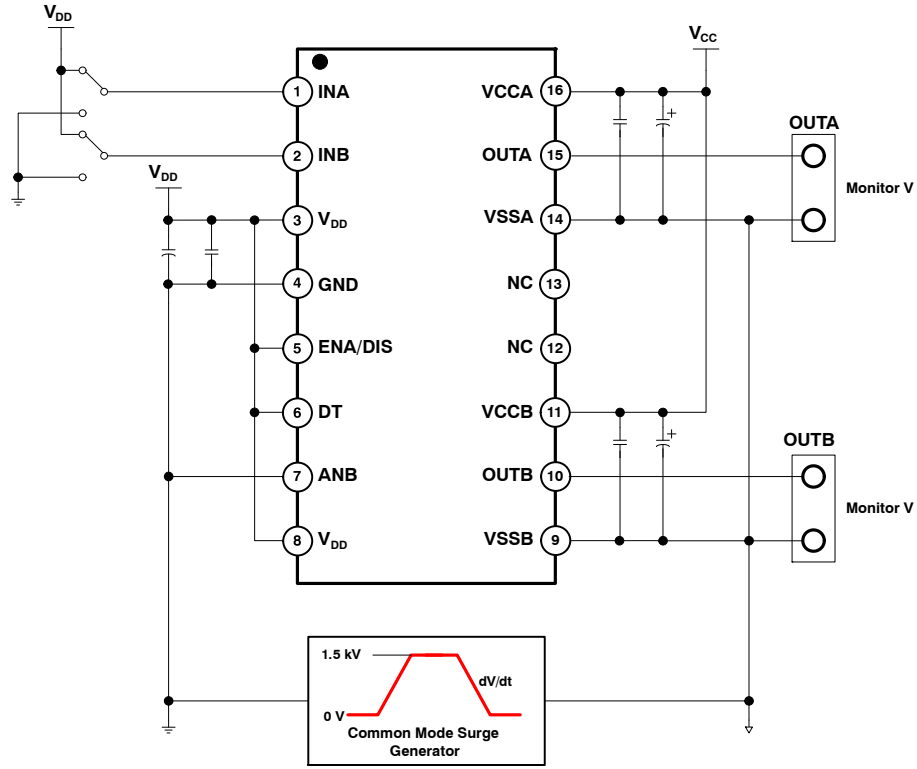 VDD
VCC
1 INA
VCCA 16
OUTA
2 INB
OUTA 15
Monitor V
VDD
3 VDD
VSSA 14
4 GND
NC 13
5 ENA/DIS
NC 12
6 DT
VCCB 11
+
+
OUTB
7 ANB
OUTB 10
Monitor V
8 VDD
VSSB 9
1.5 kV
dV/dt
0 V
Common Mode Surge
Generator